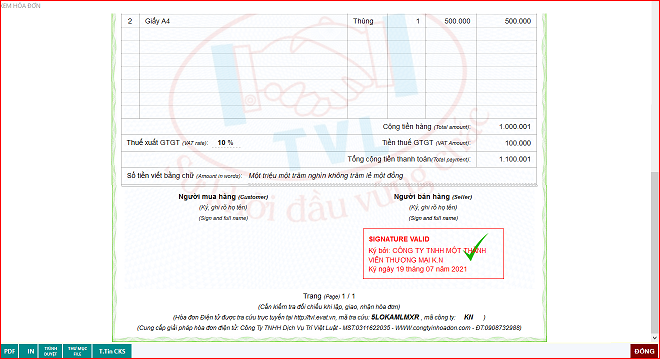 XEM HÓA ĐƠN
2 Giấy A4 Thùng 1 500.000 500.000
TVL
Cộng tiền hàng (Total amount): 1.000.001
Thuế xuất GTGT (VAT rate): 10 % Tiền thuế GTGT (VAT Amount): 100.000
Tổng cộng tiền thanh toán(Total payment): 1.100.001
Số tiền viết bằng chữ (Amount in words): Một triệu một trăm nghìn không trăm lẻ một đồng
Người mua hàng (Customer) Người bán hàng (Seller)
(Ký, ghi rõ họ tên) (Ký, ghi rõ họ tên)
(Sign and full name) (Sign and full name)
SIGNATURE VALID
Ký bởi: CÔNG TY TNHH MỘT THÀNH
VIÊN THƯƠNG MẠI K.N
Ký ngày 19 tháng 07 năm 2021
Trang (Page) 1 / 1
(Cần kiểm tra đối chiếu khi lập, giao, nhận hóa đơn)
(Hóa đơn Điện tử được tra cứu trực tuyến tại http://tvl.evat.vn, mã tra cứu: 5LOKAMLMXR , mã công ty: KN )
(Cung cấp giải pháp hóa đơn điện tử: Công Ty TNHH Dịch Vụ Trí Việt Luật - MST:0311622035 - WWW.congtyinhoadon.com - ĐT:0908732988)
PDF IN TRÌNH DUYỆT THƯ MỤC FILE T.Tin CKS ĐÓNG